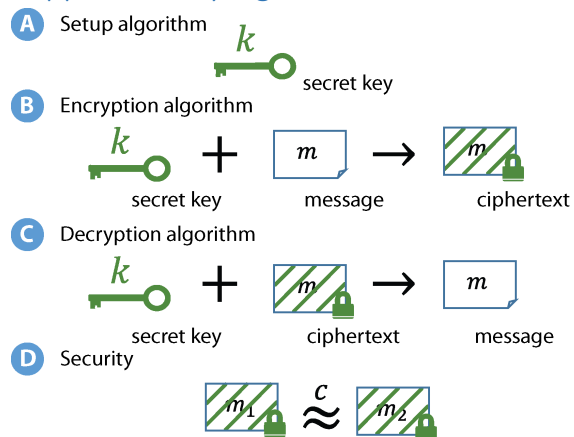 A Setup algorithm
k
secret key
B Encryption algorithm
k + m → m
secret key message ciphertext
C Decryption algorithm
k + m → m
secret key ciphertext message
D Security
m₁ ≈ᶜ m₂